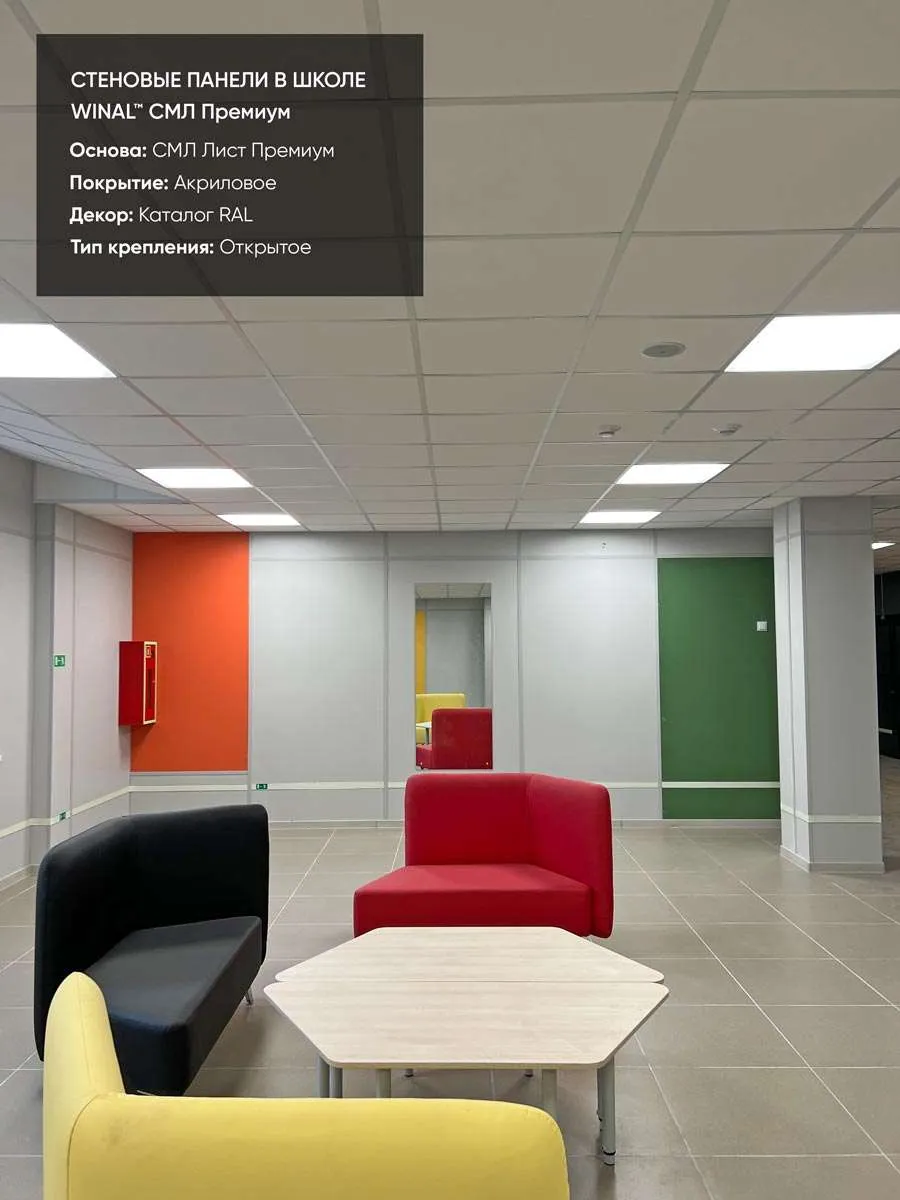 СТЕНОВЫЕ ПАНЕЛИ В ШКОЛЕ
WINAL™ СМЛ Премиум
Основа: СМЛ Лист Премиум
Покрытие: Акриловое
Декор: Каталог RAL
Тип крепления: Открытое